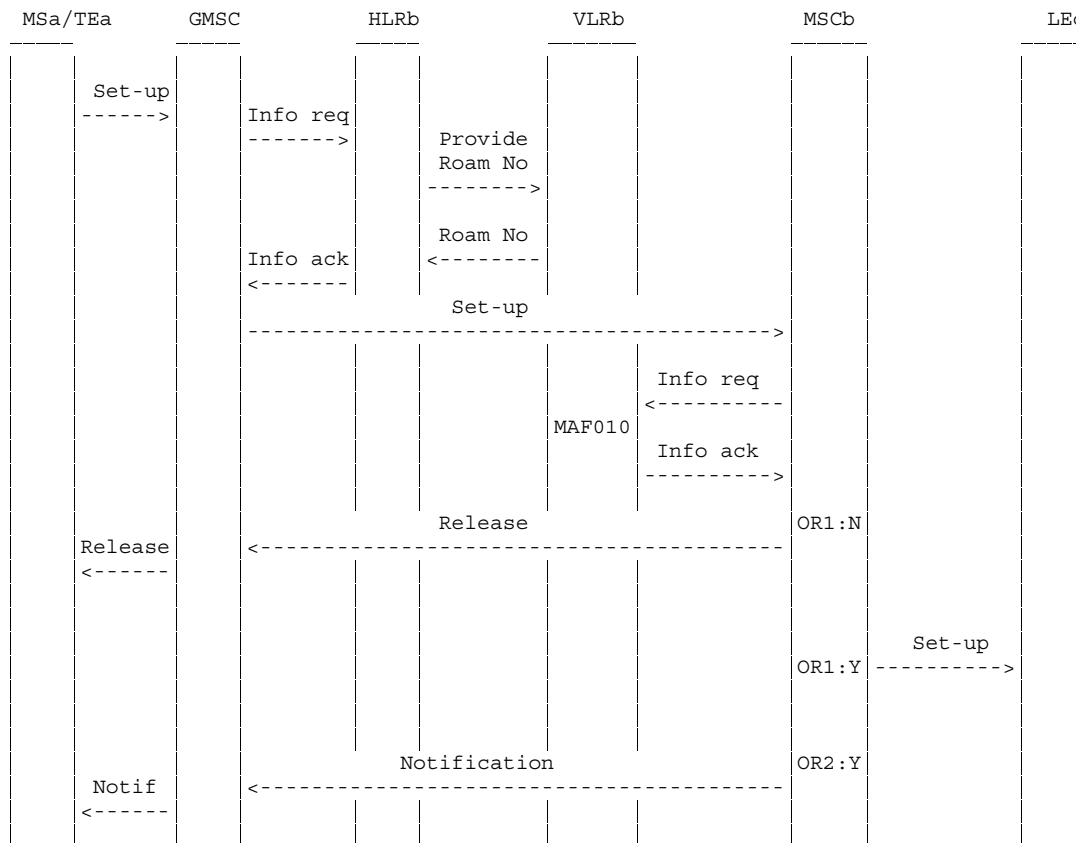 MSa/TEa GMSC HLRb VLRb MSCb
Set-up
------> Info req
-------> Provide
Roam No
-------->
Roam No
Info ack <--------
<-------
Set-up
----------------------------------------->
Info req
<----------
MAF010
Info ack
---------->
Release OR1:N
Release <-----------------------------------------
<------
Set-up
OR1:Y ---------->
Notification OR2:Y
Notif <-----------------------------------------
<------